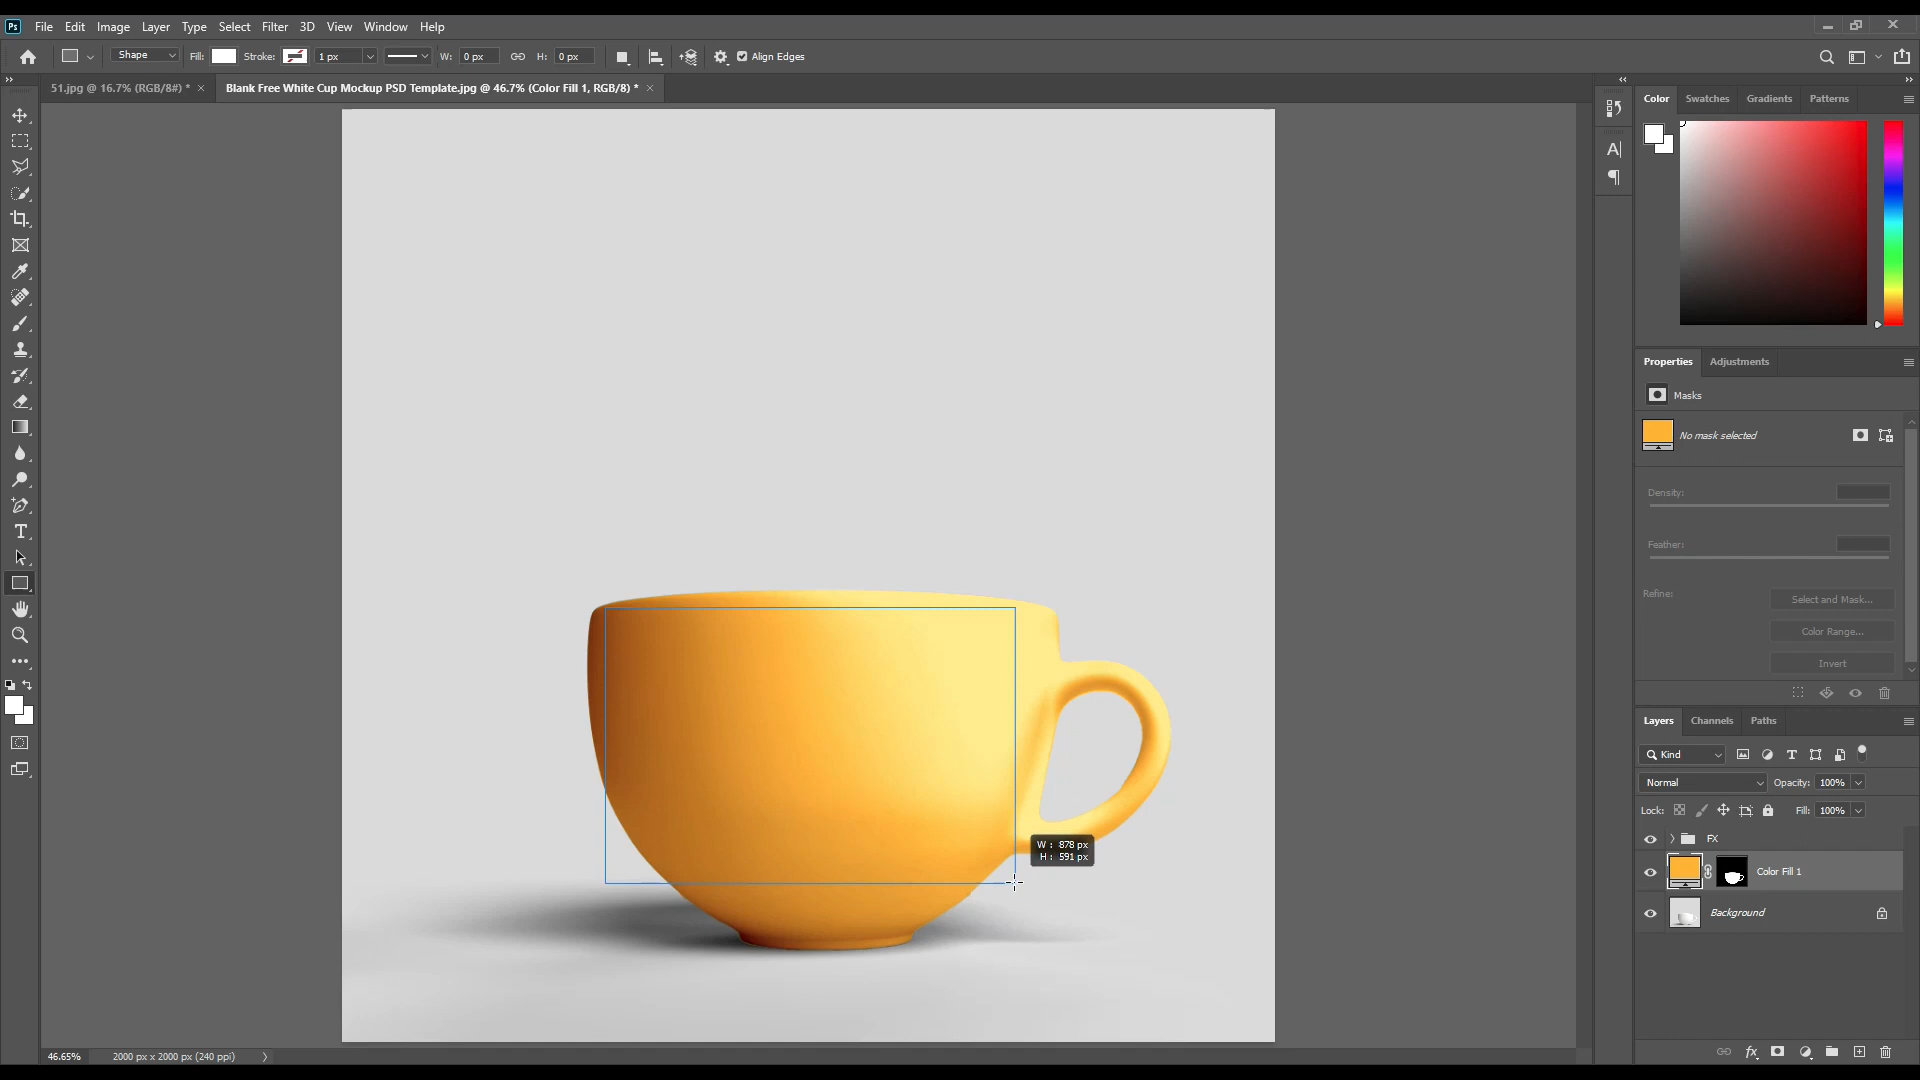 Ps File Edit Image Layer Type Select Filter 3D View Window Help
Shape Fill: Stroke: 1 px W: 0 px H: 0 px Align Edges
51.jpg @ 16.7% (RGB/8#) * × Blank Free White Cup Mockup PSD Template.jpg @ 46.7% (Color Fill 1, RGB/8) * ×
Color Swatches Gradients Patterns
Properties Adjustments
Masks
No mask selected
Density:
Feather:
Refine: Select and Mask...
Color Range...
Invert
Layers Channels Paths
Kind
Normal Opacity: 100%
Lock: Fill: 100%
FX
Color Fill 1
Background
W : 878 px
H : 591 px
46.65% 2000 px x 2000 px (240 ppi)